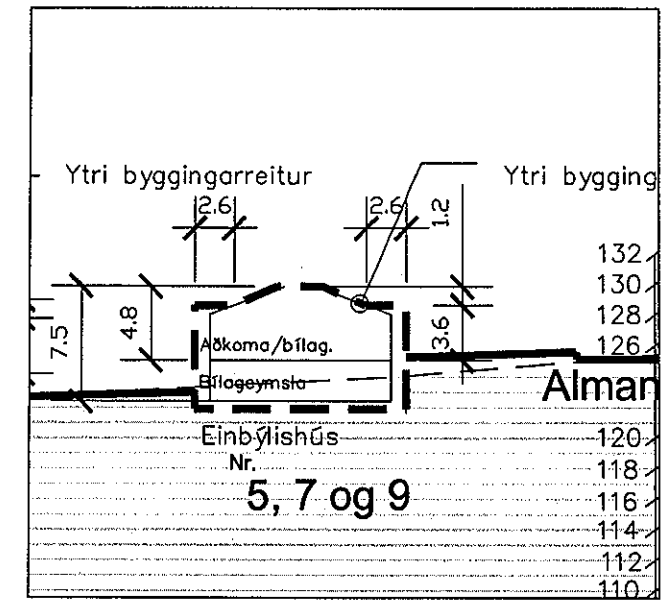 Ytri byggingarreitur
Ytri bygging
2.6
2.6
1.2
132
130
128
126
7.5
4.8
3.6
Aðkoma/bílag.
Bílageymsla
Alman
Einbýlishús
Nr.
5, 7 og 9
120
118
116
114
112
110